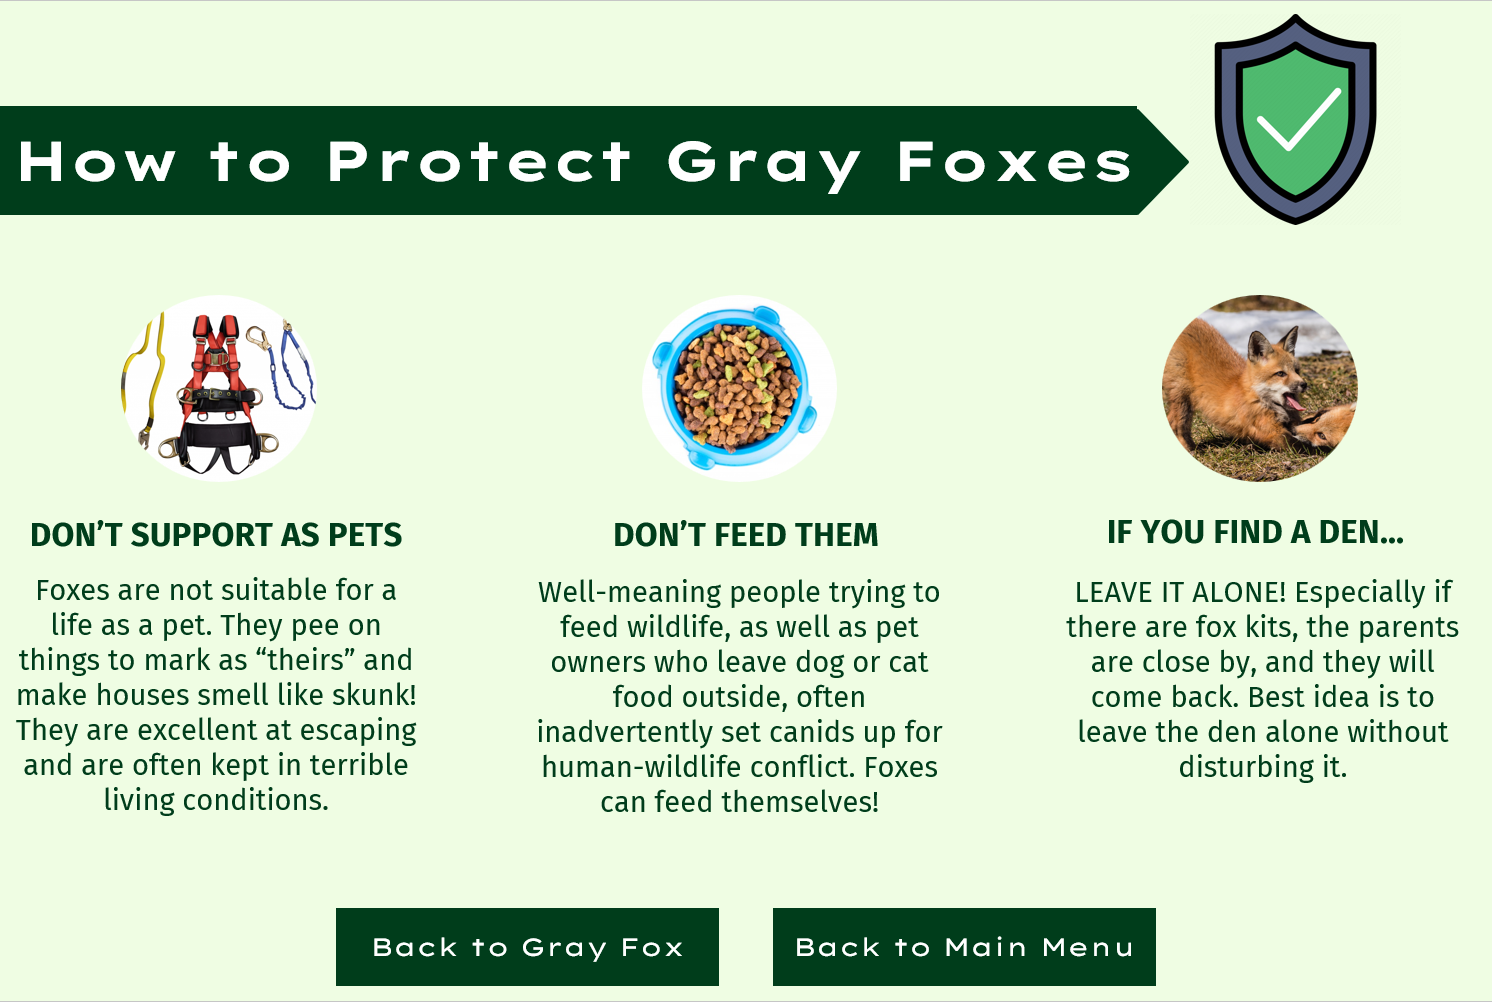 How to Protect Gray Foxes
DON’T SUPPORT AS PETS
Foxes are not suitable for a
life as a pet. They pee on
things to mark as “theirs” and
make houses smell like skunk!
They are excellent at escaping
and are often kept in terrible
living conditions.
DON’T FEED THEM
Well-meaning people trying to
feed wildlife, as well as pet
owners who leave dog or cat
food outside, often
inadvertently set canids up for
human-wildlife conflict. Foxes
can feed themselves!
IF YOU FIND A DEN...
LEAVE IT ALONE! Especially if
there are fox kits, the parents
are close by, and they will
come back. Best idea is to
leave the den alone without
disturbing it.
Back to Gray Fox
Back to Main Menu